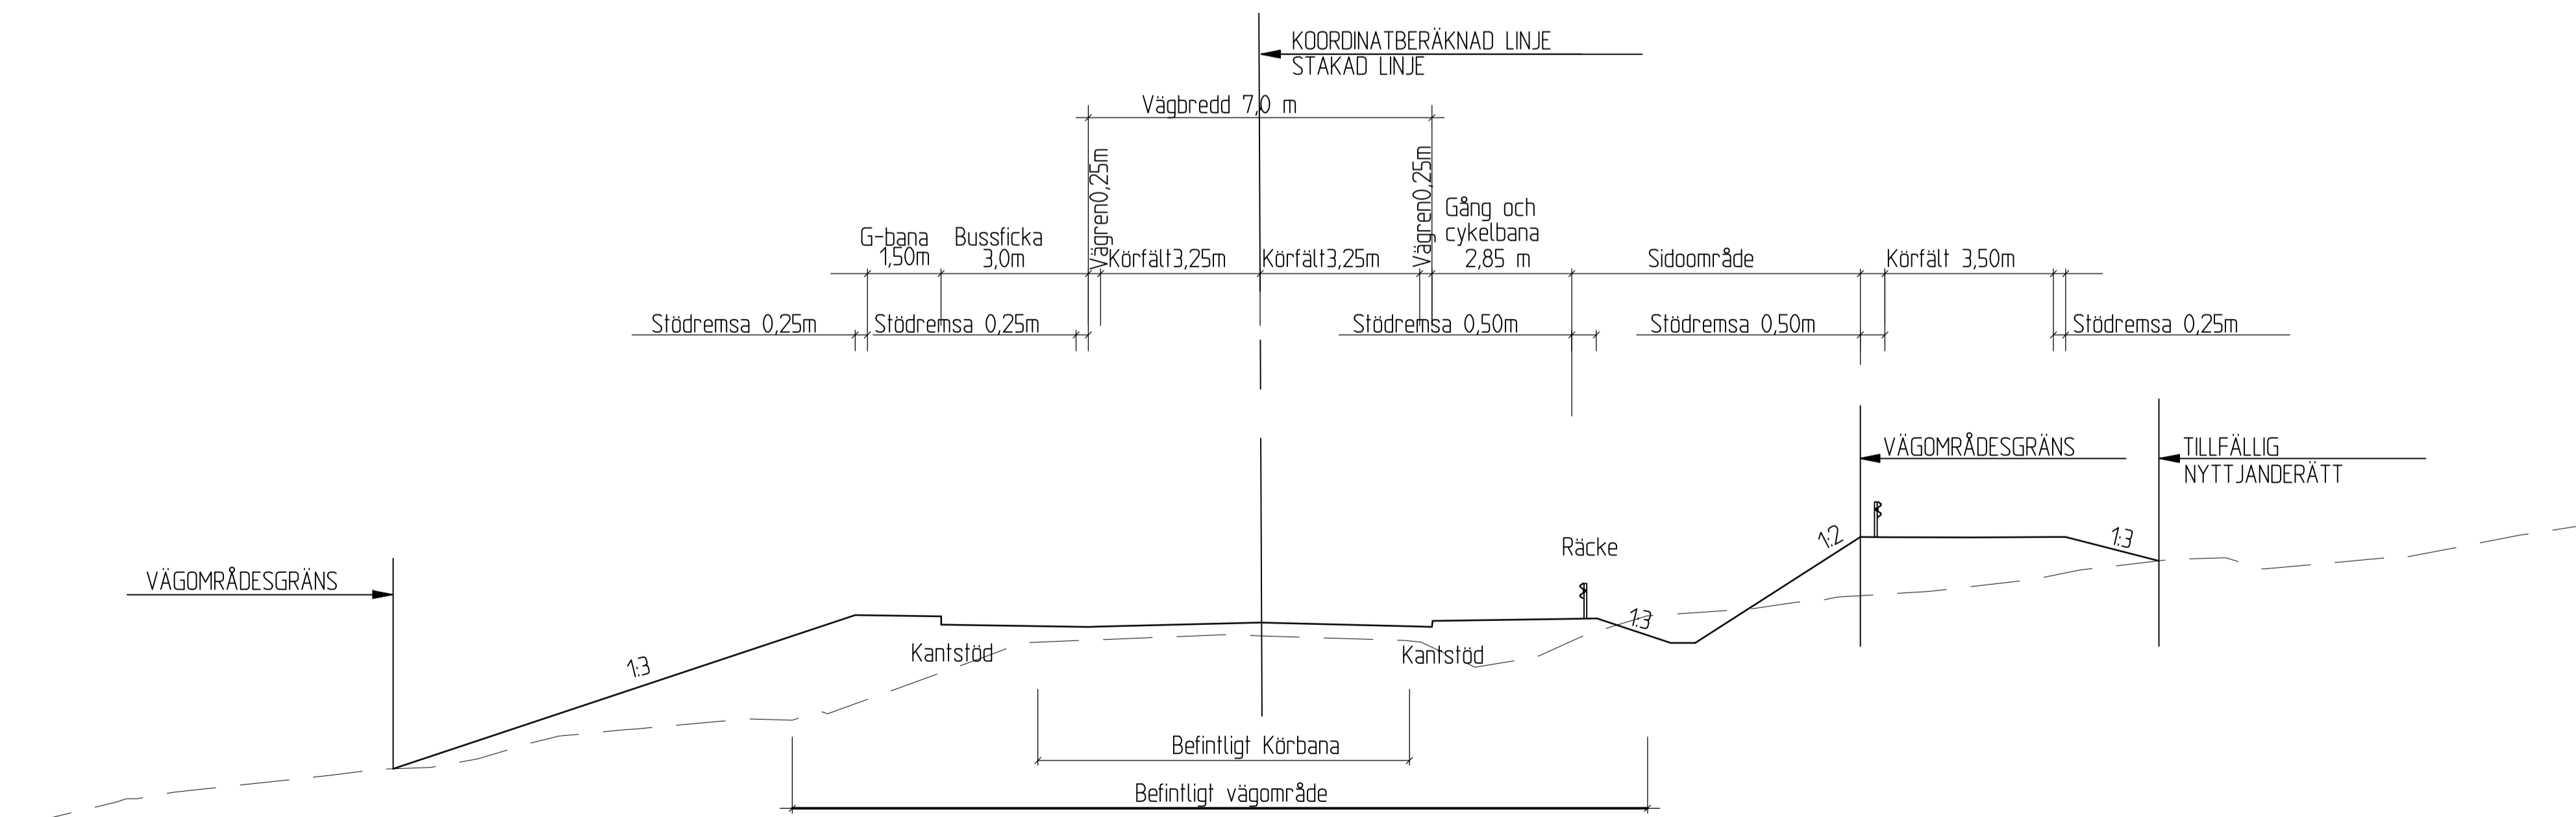 KOORDINATBERÄKNAD LINJE
STAKAD LINJE
Vägbredd 7,0 m
Vägren0,25m
Vägren0,25m
G-bana
1,50m
Bussficka
3,0m
Körfält3,25m
Körfält3,25m
Gång och
cykelbana
2,85 m
Sidoområde
Körfält 3,50m
Stödremsa 0,25m
Stödremsa 0,25m
Stödremsa 0,50m
Stödremsa 0,50m
Stödremsa 0,25m
VÄGOMRÅDESGRÄNS
TILLFÄLLIG
NYTTJANDERÄTT
1:2
1:3
Räcke
VÄGOMRÅDESGRÄNS
1:3
1:3
Kantstöd
Kantstöd
Befintligt Körbana
Befintligt vägområde